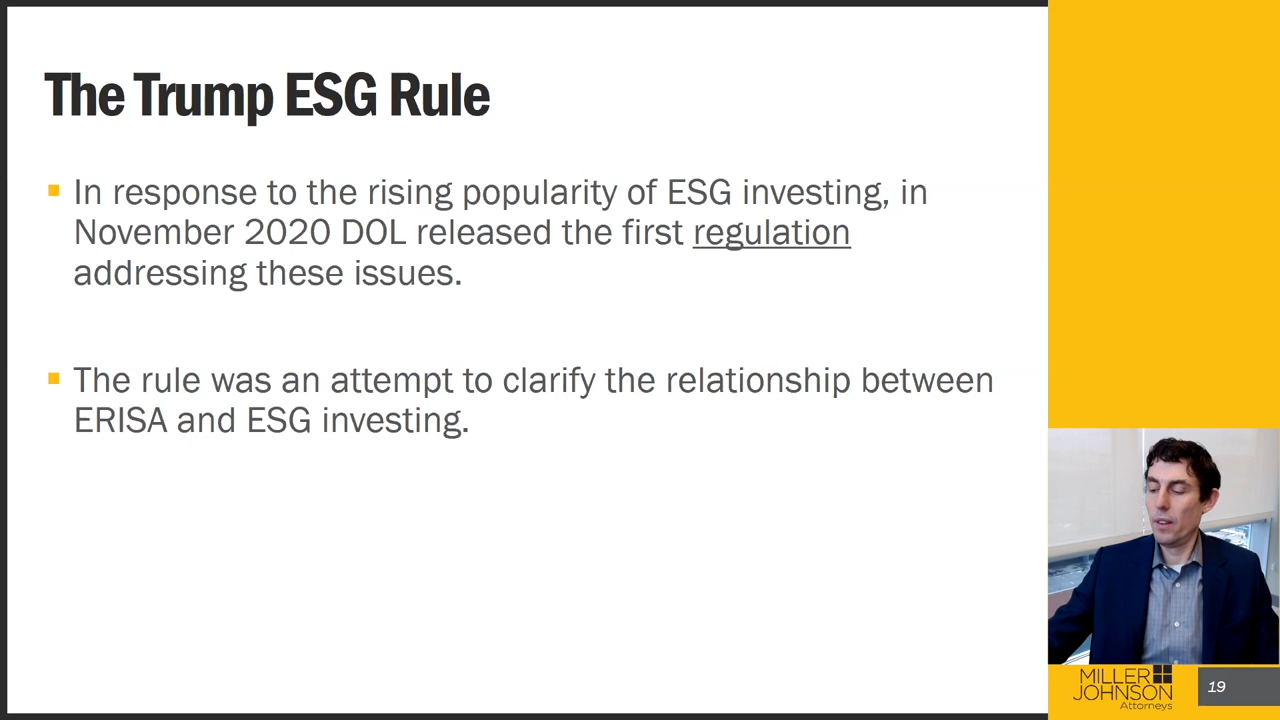 The Trump ESG Rule
In response to the rising popularity of ESG investing, in
November 2020 DOL released the first regulation
addressing these issues.
The rule was an attempt to clarify the relationship between
ERISA and ESG investing.
MILLER
JOHNSON
Attorneys
19